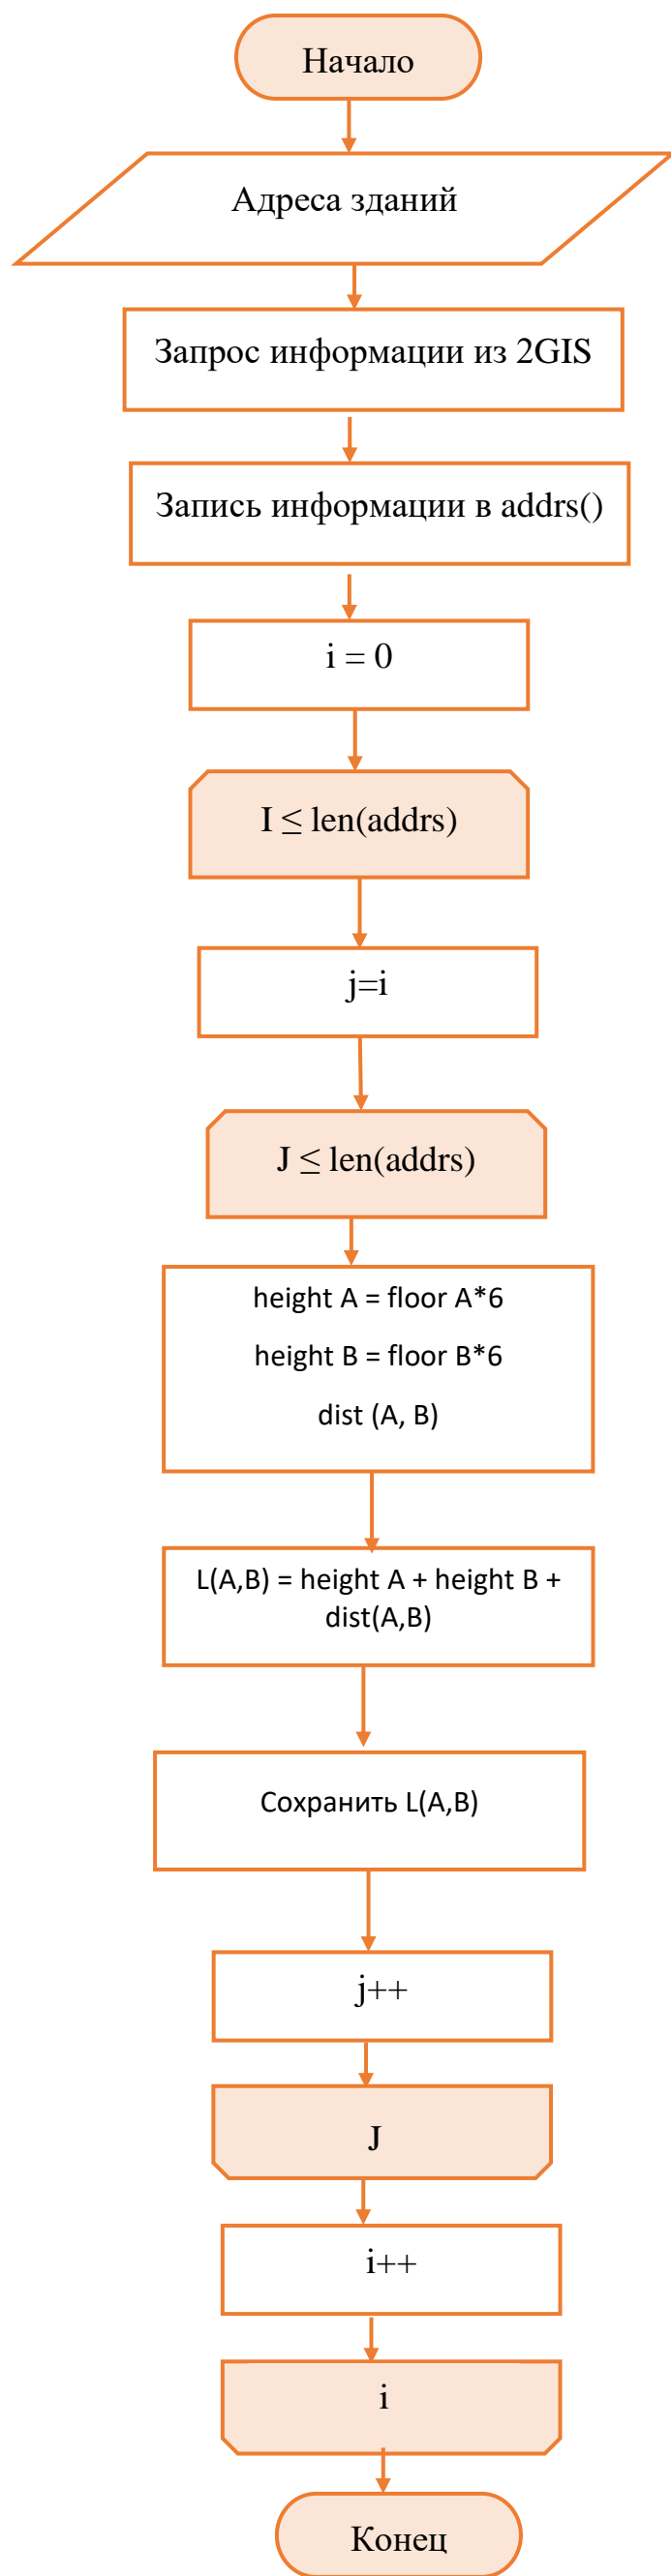 Начало
Адреса зданий
Запрос информации из 2GIS
Запись информации в addrs()
i = 0
I ≤ len(addrs)
j=i
J ≤ len(addrs)
height A = floor A*6
height B = floor B*6
dist (A, B)
L(A,B) = height A + height B +
dist(A,B)
Сохранить L(A,B)
j++
J
i++
i
Конец